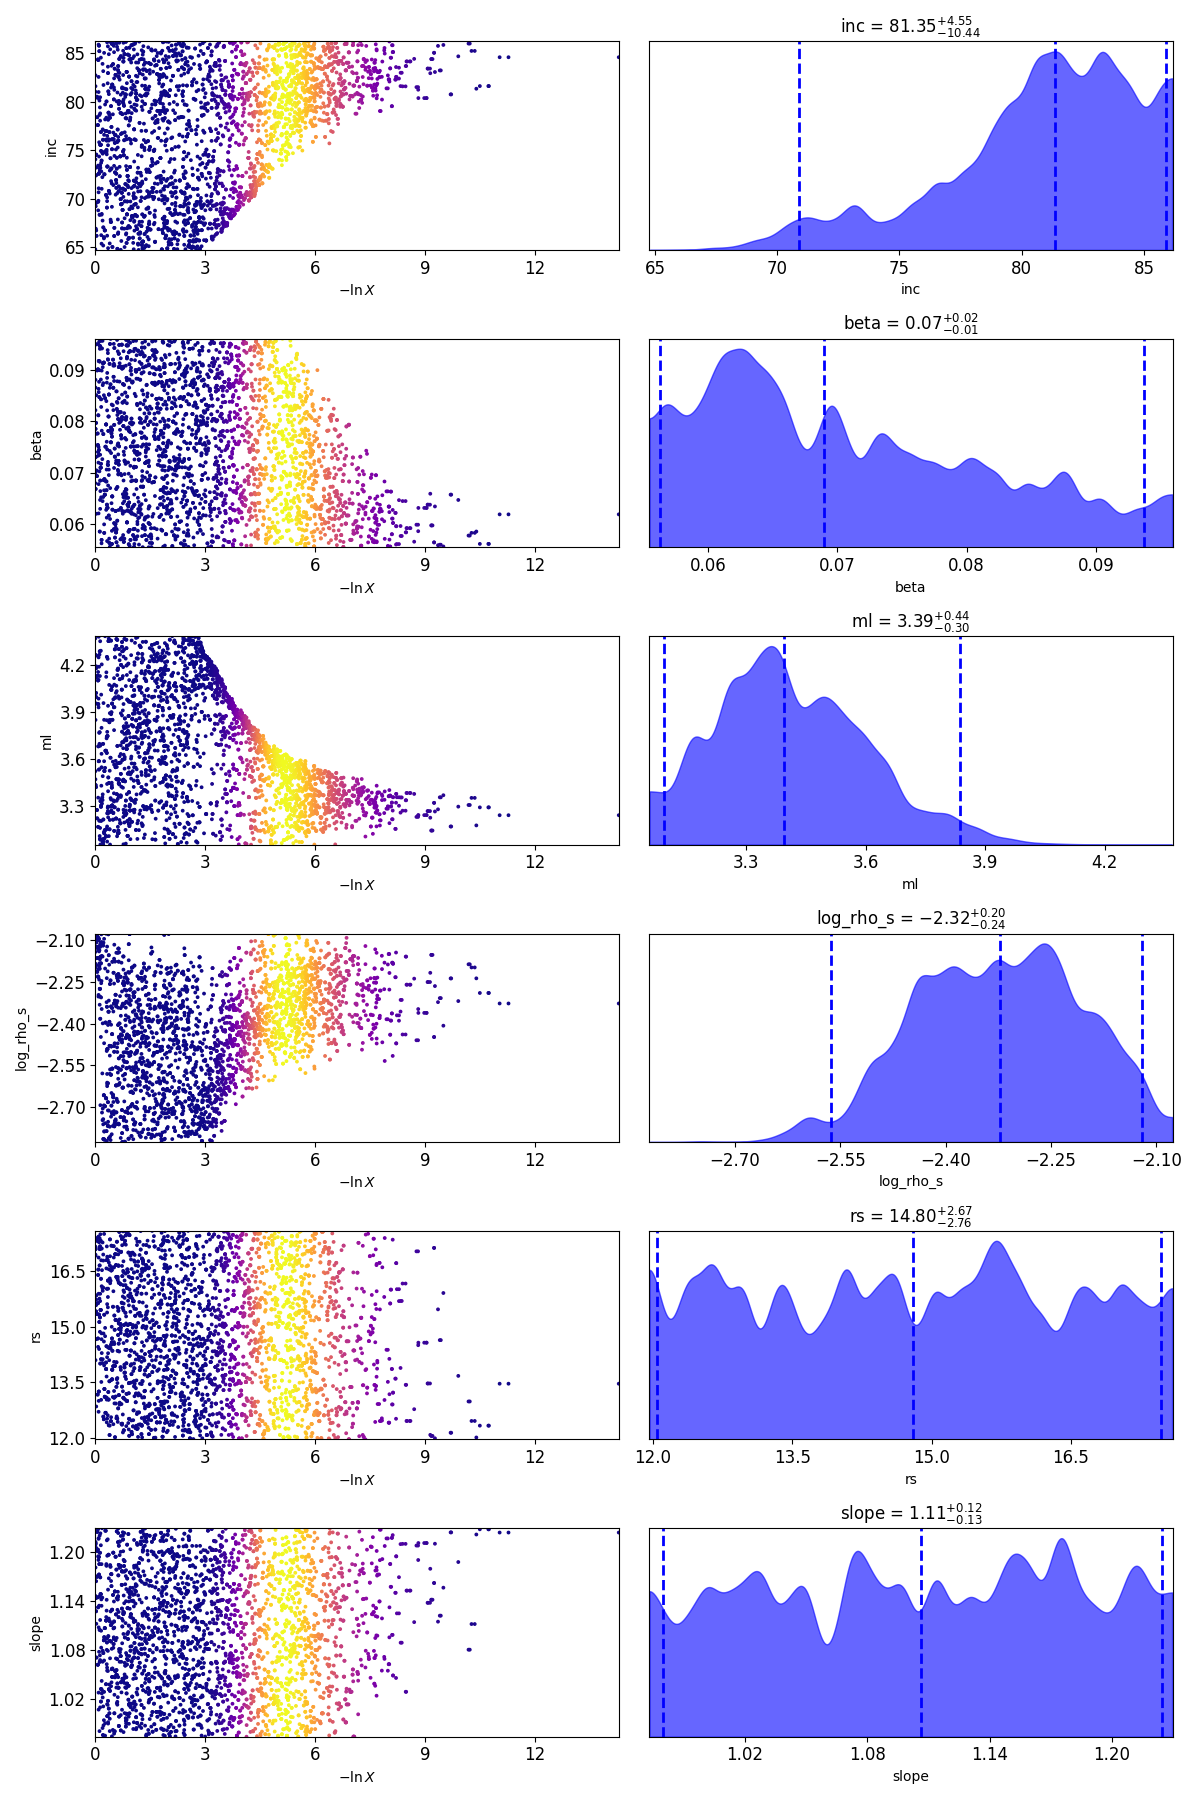 inc = 81.35^{+4.55}_{-10.44}
85
80
75
70
65
inc
0 3 6 9 12
−ln X
65 70 75 80 85
inc
beta = 0.07^{+0.02}_{-0.01}
0.09
0.08
0.07
0.06
beta
0 3 6 9 12
−ln X
0.06 0.07 0.08 0.09
beta
ml = 3.39^{+0.44}_{-0.30}
4.2
3.9
3.6
3.3
ml
0 3 6 9 12
−ln X
3.3 3.6 3.9 4.2
ml
log_rho_s = −2.32^{+0.20}_{-0.24}
−2.10
−2.25
−2.40
−2.55
−2.70
log_rho_s
0 3 6 9 12
−ln X
−2.70 −2.55 −2.40 −2.25 −2.10
log_rho_s
rs = 14.80^{+2.67}_{-2.76}
16.5
15.0
13.5
12.0
rs
0 3 6 9 12
−ln X
12.0 13.5 15.0 16.5
rs
slope = 1.11^{+0.12}_{-0.13}
1.20
1.14
1.08
1.02
slope
0 3 6 9 12
−ln X
1.02 1.08 1.14 1.20
slope